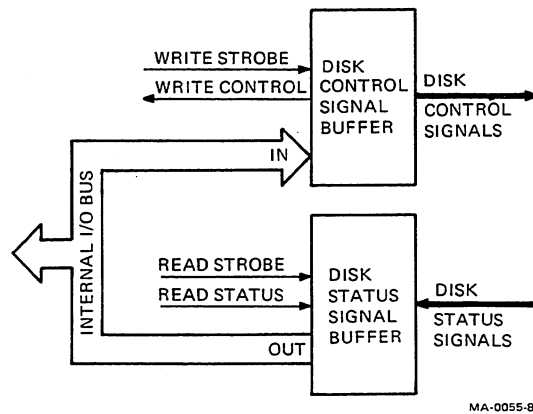 WRITE STROBE
WRITE CONTROL
DISK
CONTROL
SIGNAL
BUFFER
DISK
CONTROL
SIGNALS
IN
INTERNAL I/O BUS
READ STROBE
READ STATUS
DISK
STATUS
SIGNAL
BUFFER
DISK
STATUS
SIGNALS
OUT
MA-0055-8